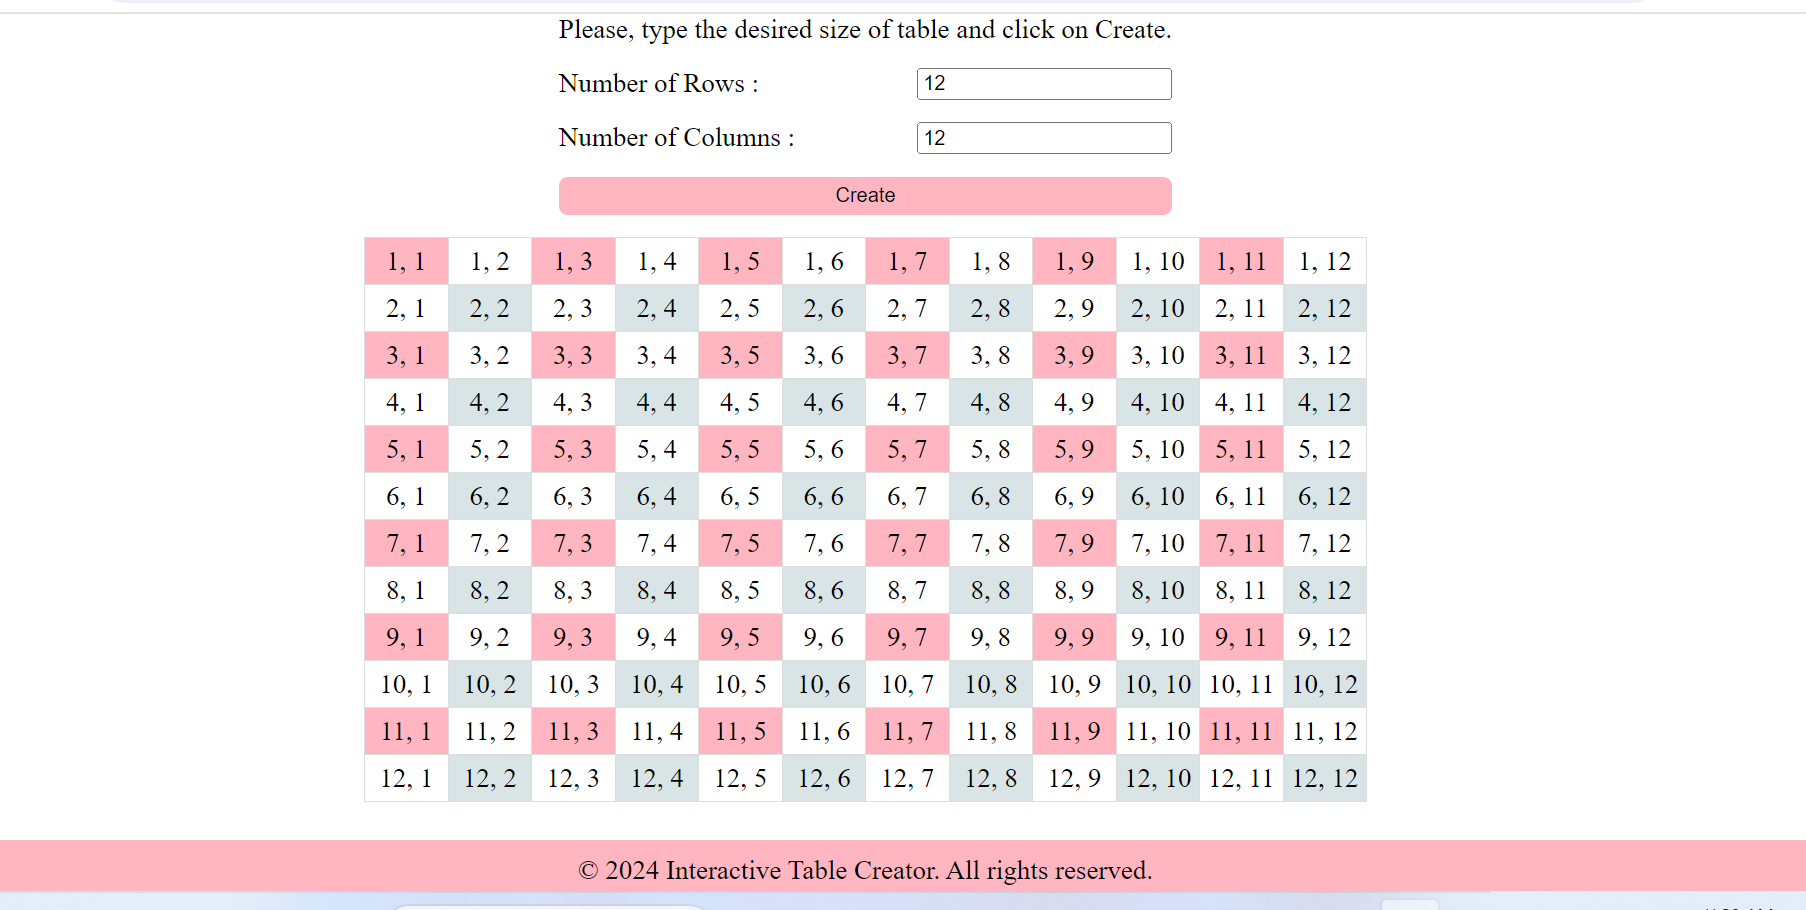 Please, type the desired size of table and click on Create.
Number of Rows : 12
Number of Columns : 12
Create
1, 1 1, 2 1, 3 1, 4 1, 5 1, 6 1, 7 1, 8 1, 9 1, 10 1, 11 1, 12
2, 1 2, 2 2, 3 2, 4 2, 5 2, 6 2, 7 2, 8 2, 9 2, 10 2, 11 2, 12
3, 1 3, 2 3, 3 3, 4 3, 5 3, 6 3, 7 3, 8 3, 9 3, 10 3, 11 3, 12
4, 1 4, 2 4, 3 4, 4 4, 5 4, 6 4, 7 4, 8 4, 9 4, 10 4, 11 4, 12
5, 1 5, 2 5, 3 5, 4 5, 5 5, 6 5, 7 5, 8 5, 9 5, 10 5, 11 5, 12
6, 1 6, 2 6, 3 6, 4 6, 5 6, 6 6, 7 6, 8 6, 9 6, 10 6, 11 6, 12
7, 1 7, 2 7, 3 7, 4 7, 5 7, 6 7, 7 7, 8 7, 9 7, 10 7, 11 7, 12
8, 1 8, 2 8, 3 8, 4 8, 5 8, 6 8, 7 8, 8 8, 9 8, 10 8, 11 8, 12
9, 1 9, 2 9, 3 9, 4 9, 5 9, 6 9, 7 9, 8 9, 9 9, 10 9, 11 9, 12
10, 1 10, 2 10, 3 10, 4 10, 5 10, 6 10, 7 10, 8 10, 9 10, 10 10, 11 10, 12
11, 1 11, 2 11, 3 11, 4 11, 5 11, 6 11, 7 11, 8 11, 9 11, 10 11, 11 11, 12
12, 1 12, 2 12, 3 12, 4 12, 5 12, 6 12, 7 12, 8 12, 9 12, 10 12, 11 12, 12
© 2024 Interactive Table Creator. All rights reserved.